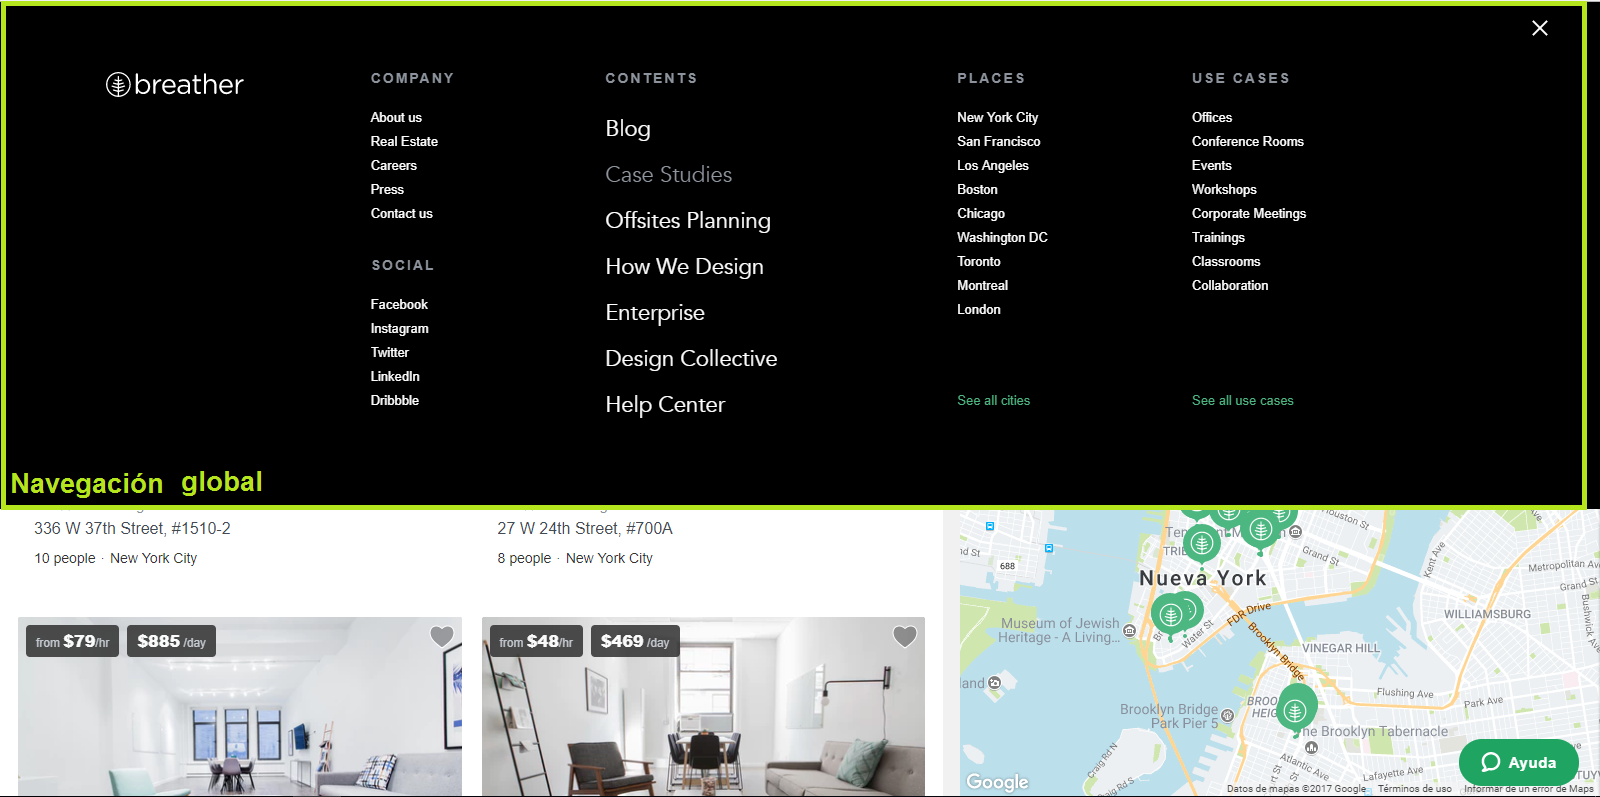 breather
COMPANY
About us
Real Estate
Careers
Press
Contact us
SOCIAL
Facebook
Instagram
Twitter
LinkedIn
Dribbble
CONTENTS
Blog
Case Studies
Offsites Planning
How We Design
Enterprise
Design Collective
Help Center
PLACES
New York City
San Francisco
Los Angeles
Boston
Chicago
Washington DC
Toronto
Montreal
London
See all cities
USE CASES
Offices
Conference Rooms
Events
Workshops
Corporate Meetings
Trainings
Classrooms
Collaboration
See all use cases
Navegación global
336 W 37th Street, #1510-2
10 people · New York City
27 W 24th Street, #700A
8 people · New York City
from $79/hr
$885 /day
from $48/hr
$469 /day
Houston St
Grand St
688
Nueva York
Kent Ave
Metropolitan Av
Grand St
Bushwick Ave
WILLIAMSBURG
FDR Drive
Water St
Museum of Jewish
Heritage - A Living...
Brooklyn Bridge
VINEGAR HILL
Flushing Ave
Park Ave
Brooklyn Bridge
Park Pier 5
The Brooklyn Tabernacle
Craig Rd N
Craig Rd S
Atlantic Ave
Lafayette Ave
Google
Ayuda
Datos de mapas ©2017 Google
Términos de uso
Informar de un error de Maps